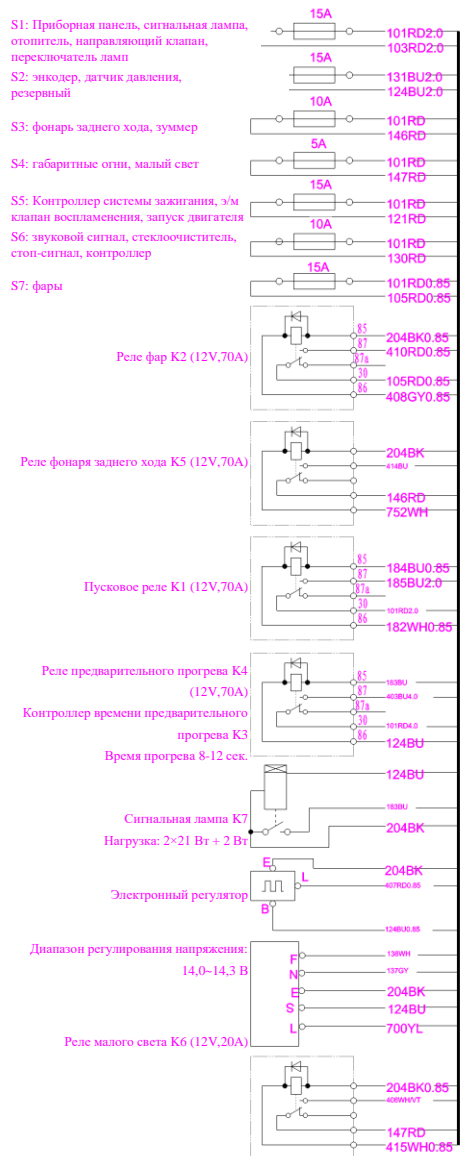 S1: Приборная панель, сигнальная лампа,
отопитель, направляющий клапан,
переключатель ламп
15A
101RD2.0
103RD2.0
S2: энкодер, датчик давления,
резервный
15A
131BU2.0
124BU2.0
S3: фонарь заднего хода, зуммер
10A
101RD
146RD
S4: габаритные огни, малый свет
5A
101RD
147RD
S5: Контроллер системы зажигания, э/м
клапан воспламенения, запуск двигателя
15A
101RD
121RD
S6: звуковой сигнал, стеклоочиститель,
стоп-сигнал, контроллер
10A
101RD
130RD
S7: фары
15A
101RD0.85
105RD0.85
Реле фар K2 (12V,70A)
85
204BK0.85
87
410RD0.85
87a
30
105RD0.85
86
408GY0.85
Реле фонаря заднего хода K5 (12V,70A)
204BK
414BU
146RD
752WH
Пусковое реле K1 (12V,70A)
85
184BU0.85
87
185BU2.0
87a
30
101RD2.0
86
182WH0.85
Реле предварительного прогрева K4
(12V,70A)
Контроллер времени предварительного
прогрева K3
Время прогрева 8-12 сек.
85
183BU
87
403BU4.0
87a
30
101RD4.0
86
124BU
124BU
183BU
204BK
Сигнальная лампа K7
Нагрузка: 2×21 Вт + 2 Вт
Электронный регулятор
E
L
B
204BK
407RD0.85
124BU0.85
Диапазон регулирования напряжения:
14,0~14,3 В
F
138WH
N
137GY
E
204BK
S
124BU
L
700YL
Реле малого света K6 (12V,20A)
204BK0.85
406WH/VT
147RD
415WH0.85